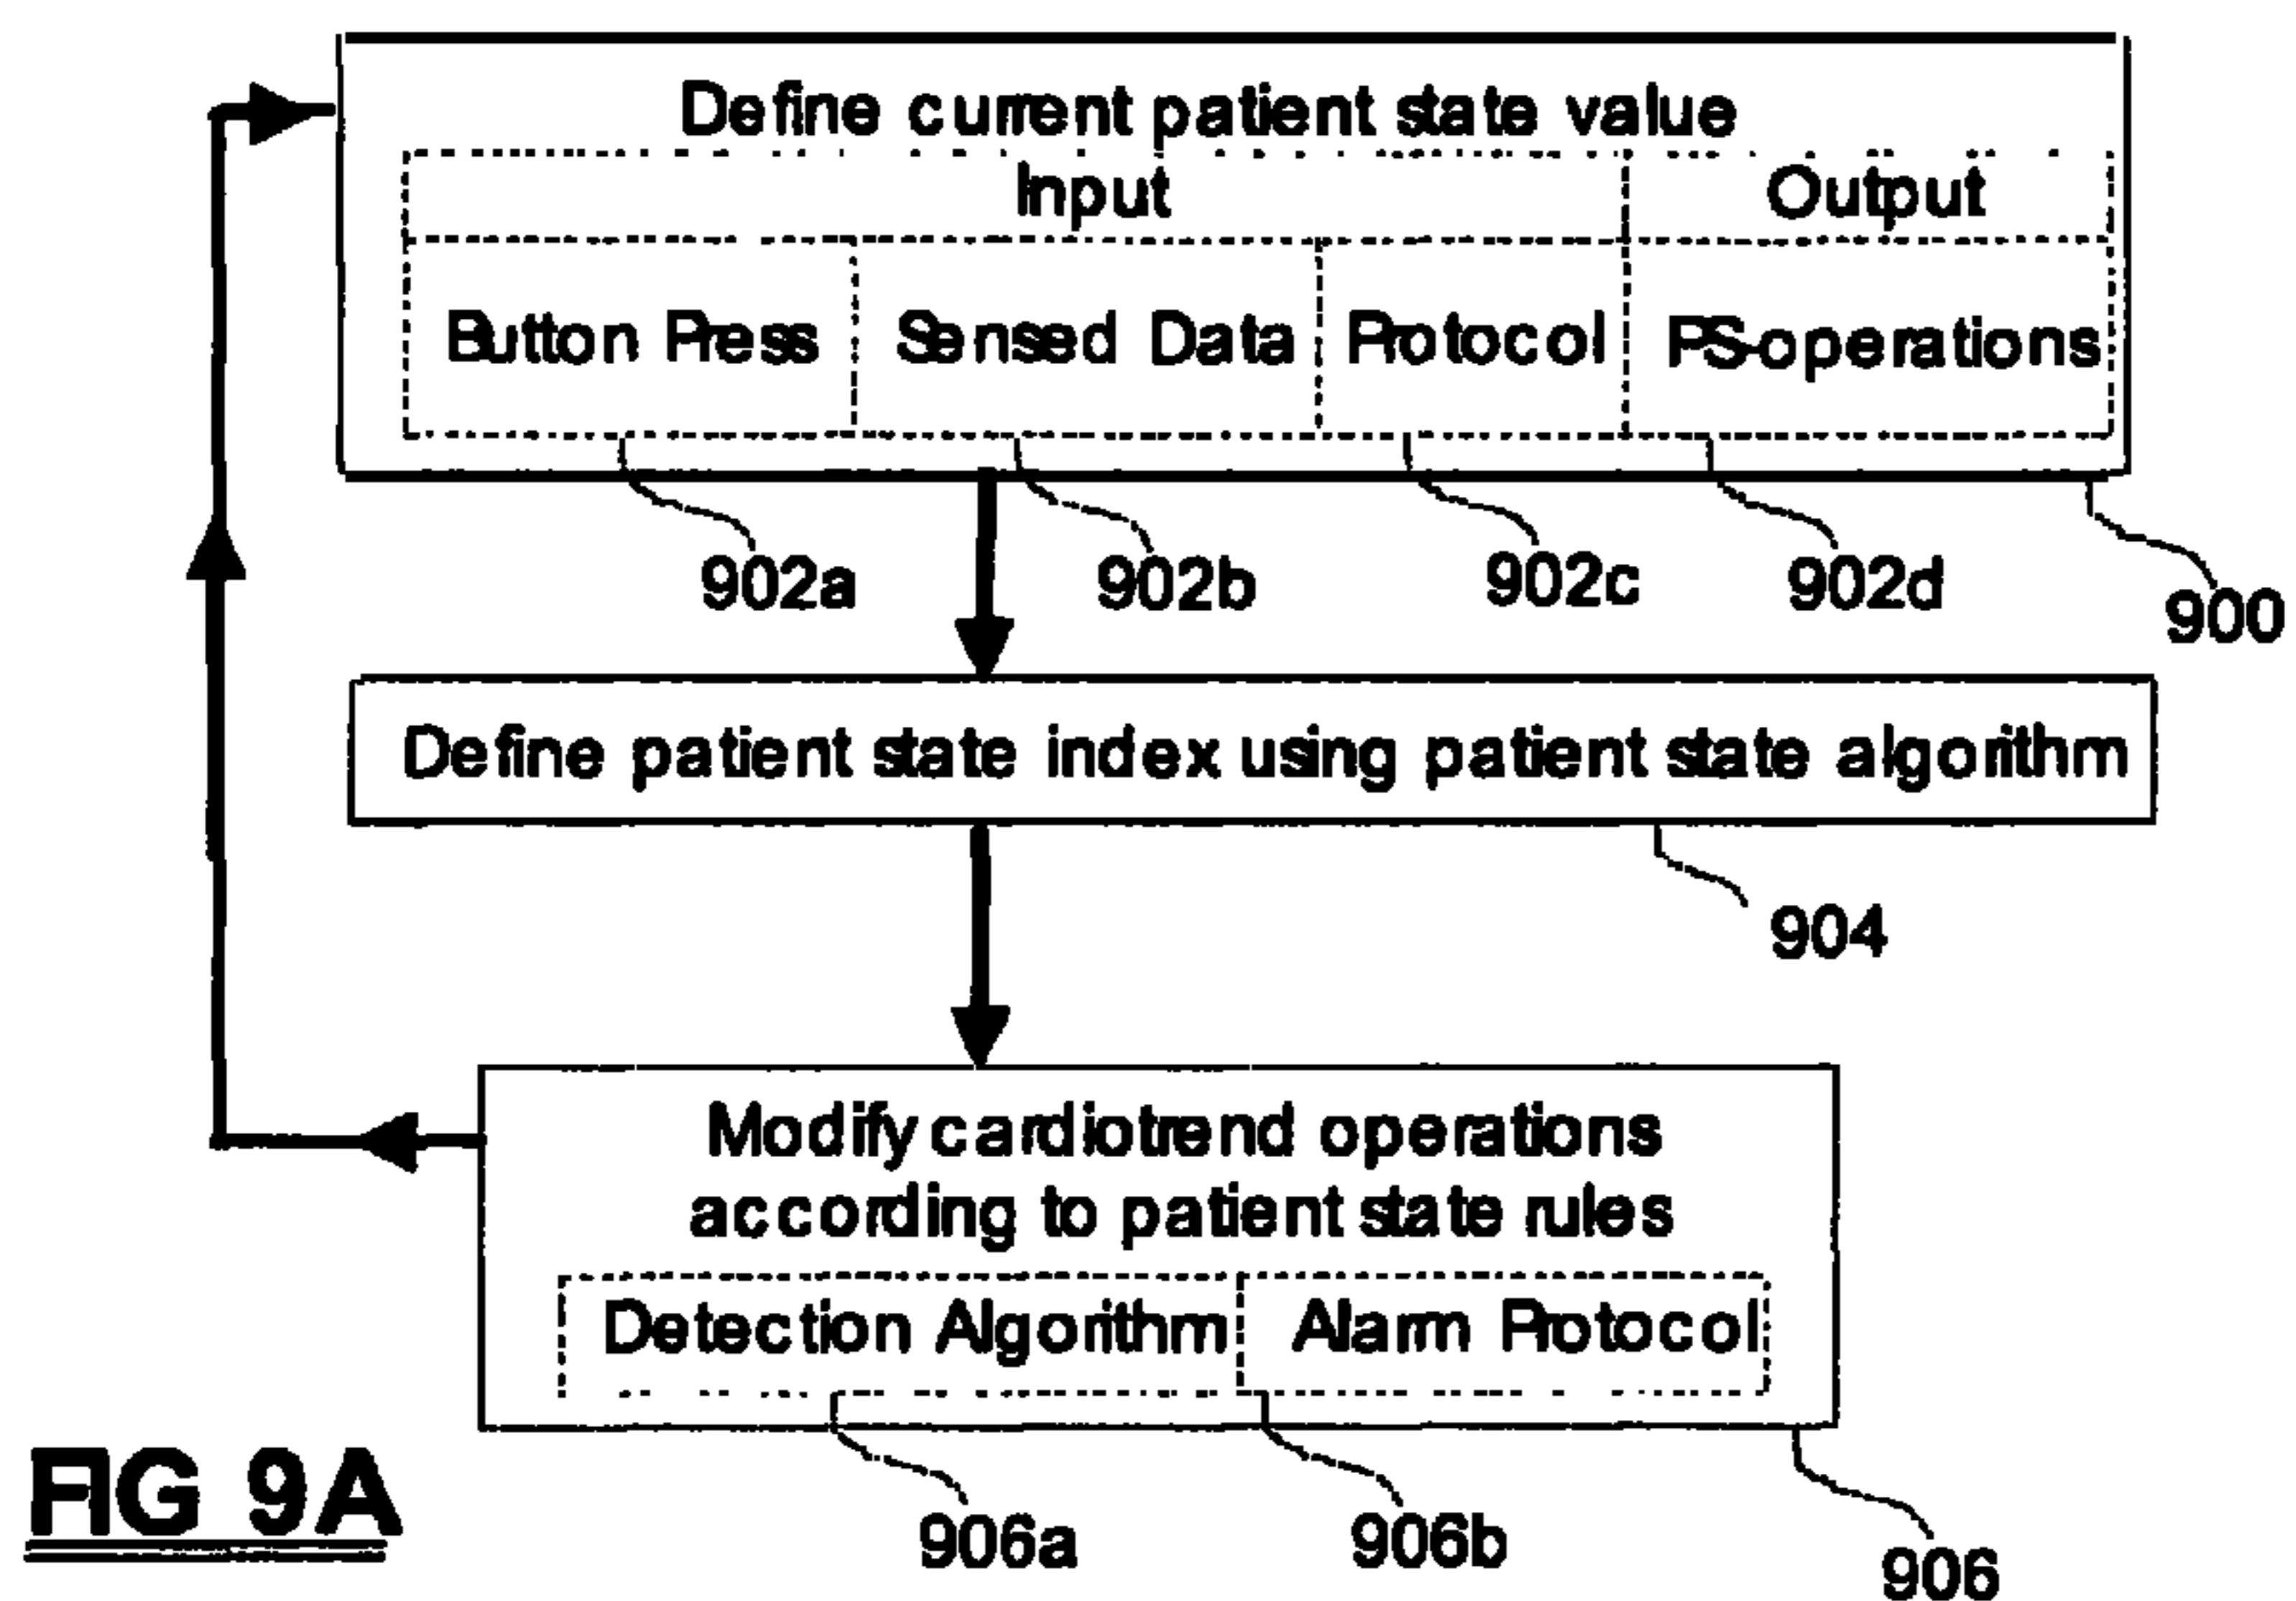 Define current patient state value
Input Output
Button Press Sensed Data Protocol PS-operations
902a 902b 902c 902d 900
Define patient state index using patient state algorithm
904
Modify cardiotrend operations
according to patient state rules
Detection Algorithm Alarm Protocol
FIG 9A
906a 906b 906